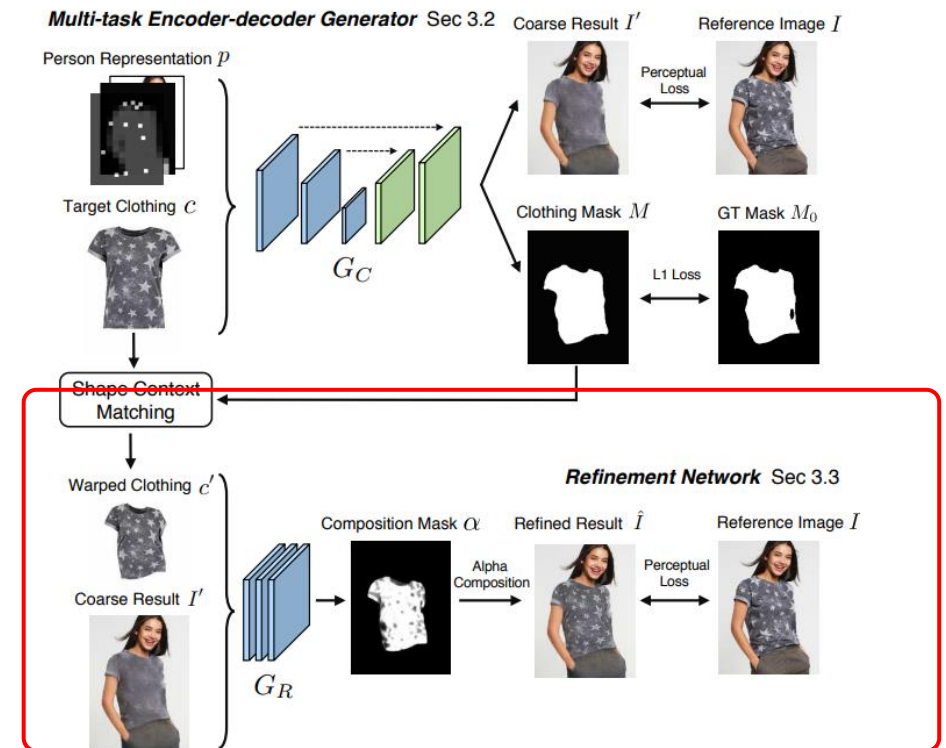 Multi-task Encoder-decoder Generator Sec 3.2
Person Representation p
Target Clothing c
G_C
Coarse Result I′
Perceptual
Loss
Reference Image I
Clothing Mask M
L1 Loss
GT Mask M_0
Shape Context
Matching
Refinement Network Sec 3.3
Warped Clothing c′
Coarse Result I′
G_R
Composition Mask α
Alpha
Composition
Refined Result Î
Perceptual
Loss
Reference Image I